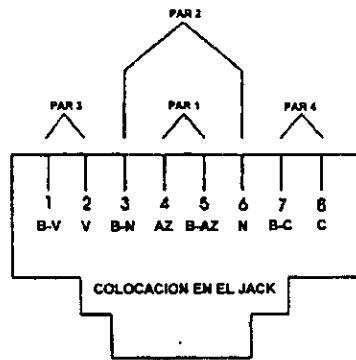 PAR 2
PAR 3 PAR 1 PAR 4
1 2 3 4 5 6 7 8
B-V V B-N AZ B-AZ N B-C C
COLOCACION EN EL JACK